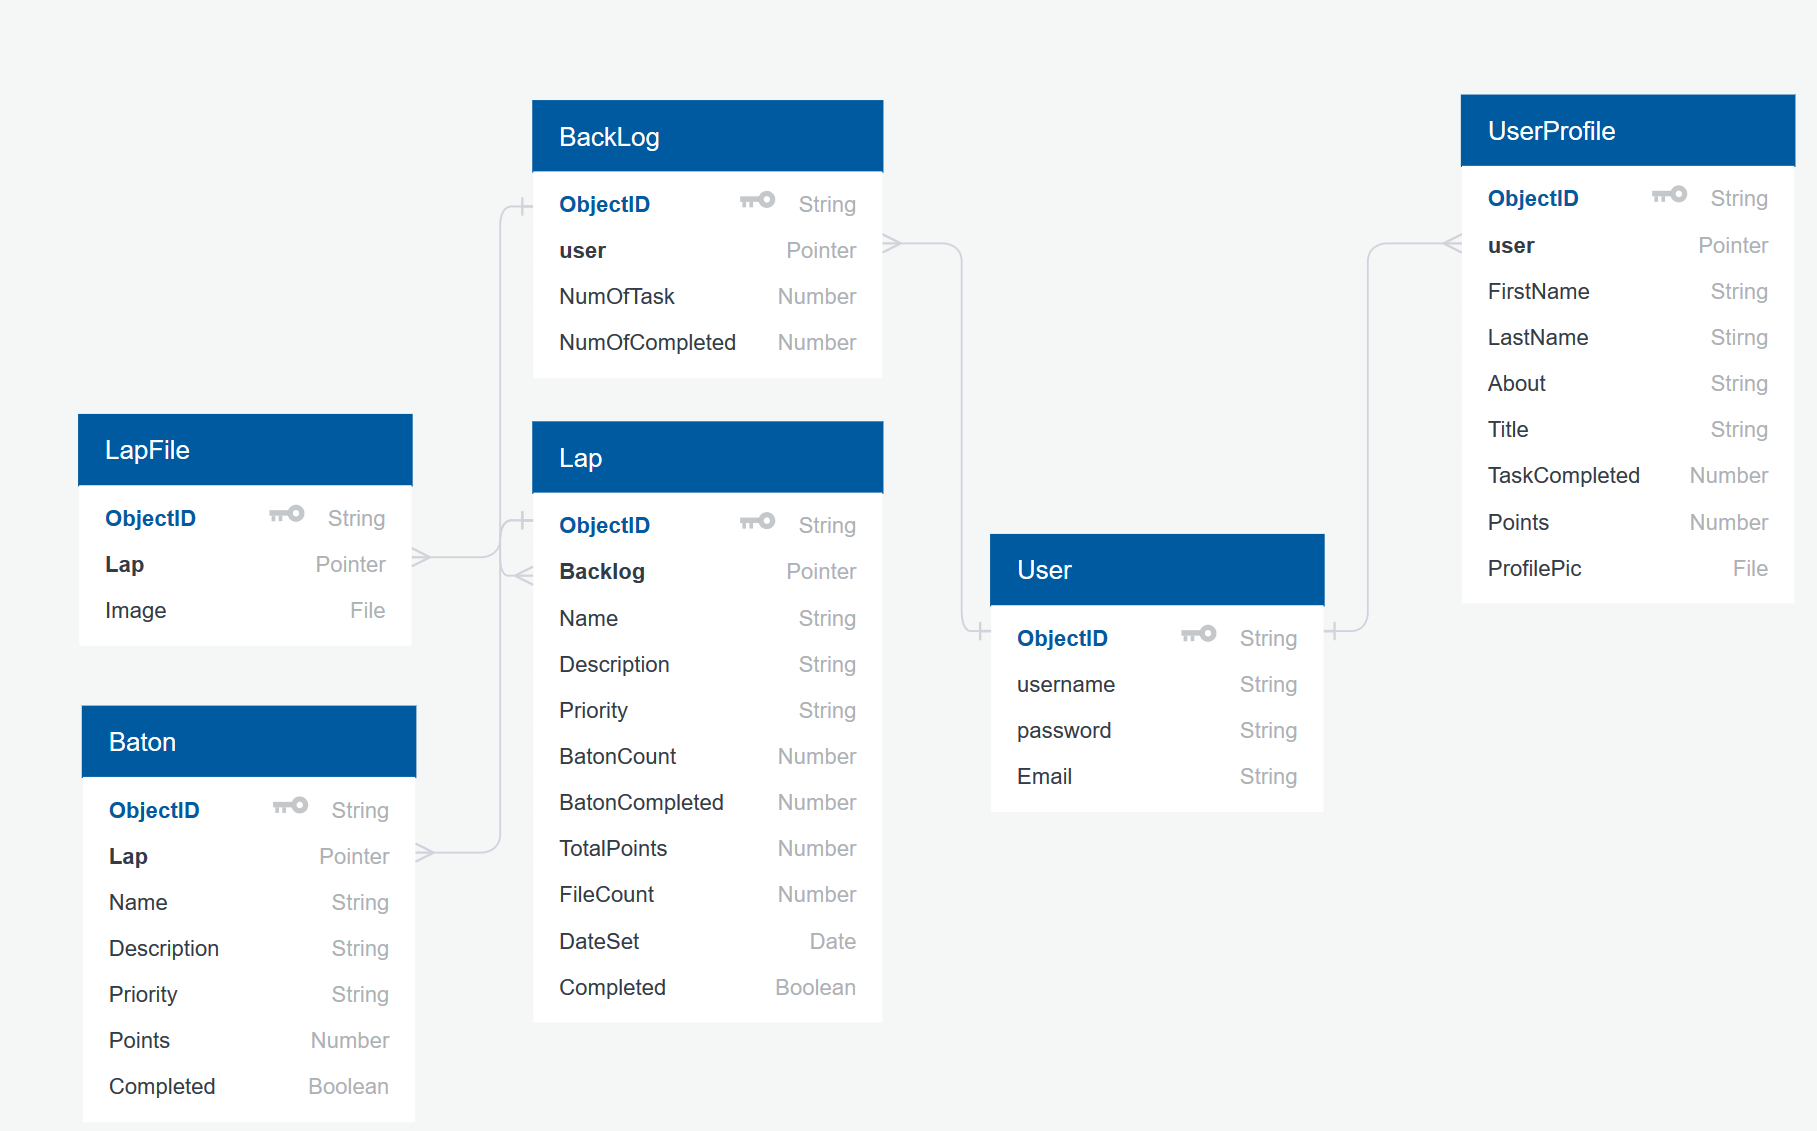 BackLog
ObjectID String
user Pointer
NumOfTask Number
NumOfCompleted Number
UserProfile
ObjectID String
user Pointer
FirstName String
LastName Stirng
About String
Title String
TaskCompleted Number
Points Number
ProfilePic File
LapFile
ObjectID String
Lap Pointer
Image File
Lap
ObjectID String
Backlog Pointer
Name String
Description String
Priority String
BatonCount Number
BatonCompleted Number
TotalPoints Number
FileCount Number
DateSet Date
Completed Boolean
User
ObjectID String
username String
password String
Email String
Baton
ObjectID String
Lap Pointer
Name String
Description String
Priority String
Points Number
Completed Boolean